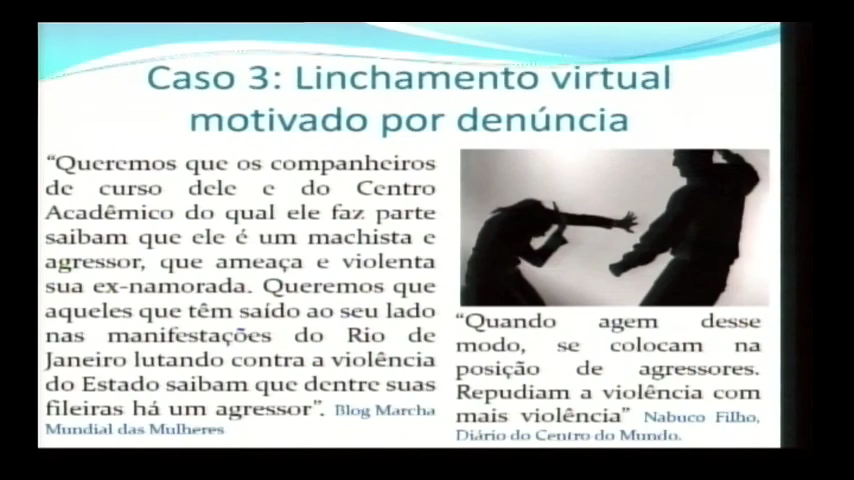 Caso 3: Linchamento virtual
motivado por denúncia
“Queremos que os companheiros
de curso dele e do Centro
Acadêmico do qual ele faz parte
saibam que ele é um machista e
agressor, que ameaça e violenta
sua ex-namorada. Queremos que
aqueles que têm saído ao seu lado
nas manifestações do Rio de
Janeiro lutando contra a violência
do Estado saibam que dentre suas
fileiras há um agressor”. Blog Marcha
Mundial das Mulheres
“Quando agem desse
modo, se colocam na
posição de agressores.
Repudiam a violência com
mais violência” Nabuco Filho,
Diário do Centro do Mundo.